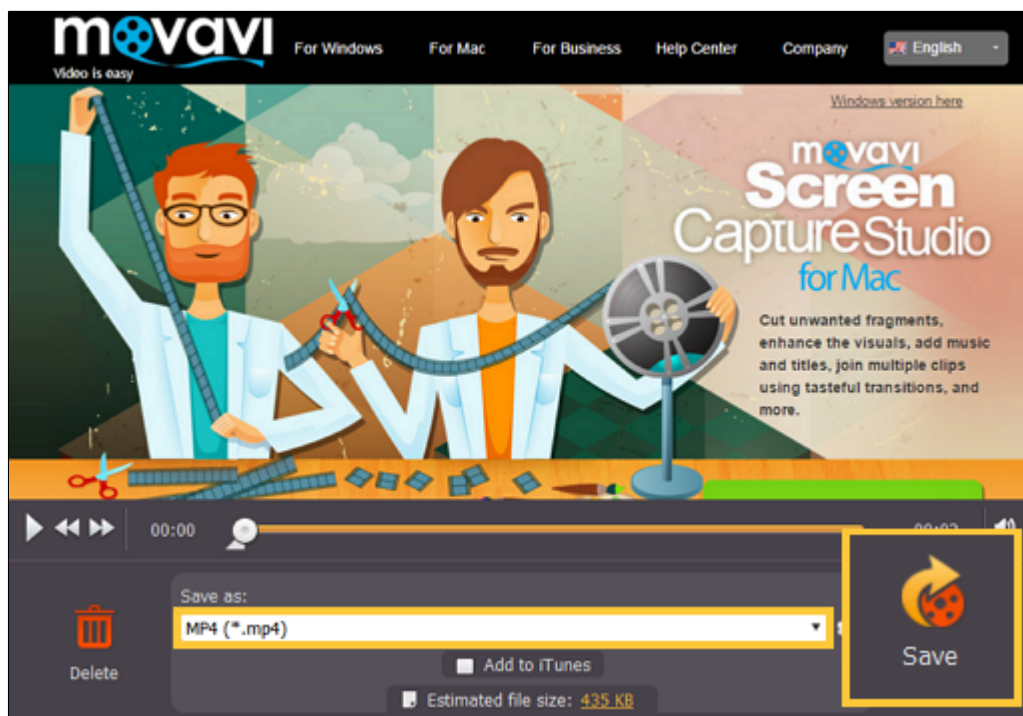 movavi
Video is easy
For Windows For Mac For Business Help Center Company English
Windows version here
movavi
Screen
Capture Studio
for Mac
Cut unwanted fragments,
enhance the visuals, add music
and titles, join multiple clips
using tasteful transitions, and
more.
00:00
Save as:
MP4 (*.mp4)
Delete
Add to iTunes
Save
Estimated file size: 435 KB